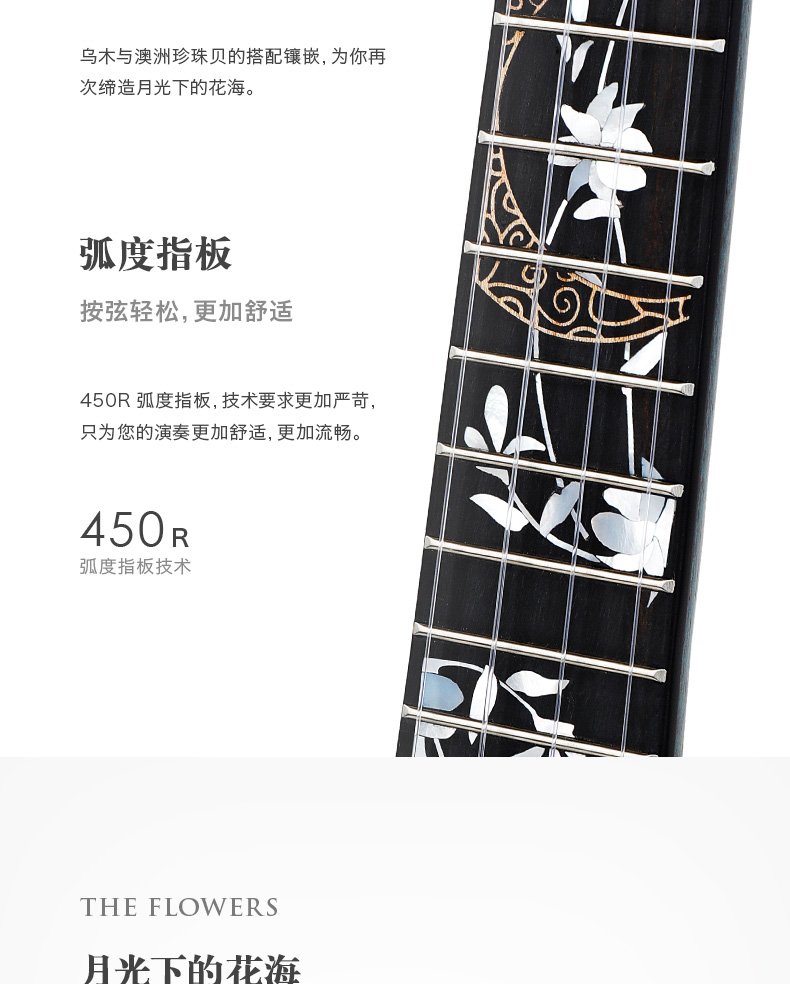 乌木与澳洲珍珠贝的搭配镶嵌,为你再
次缔造月光下的花海。
弧度指板
按弦轻松,更加舒适
450R 弧度指板,技术要求更加严苛,
只为您的演奏更加舒适,更加流畅。
450R
弧度指板技术
THE FLOWERS
月光下的花海